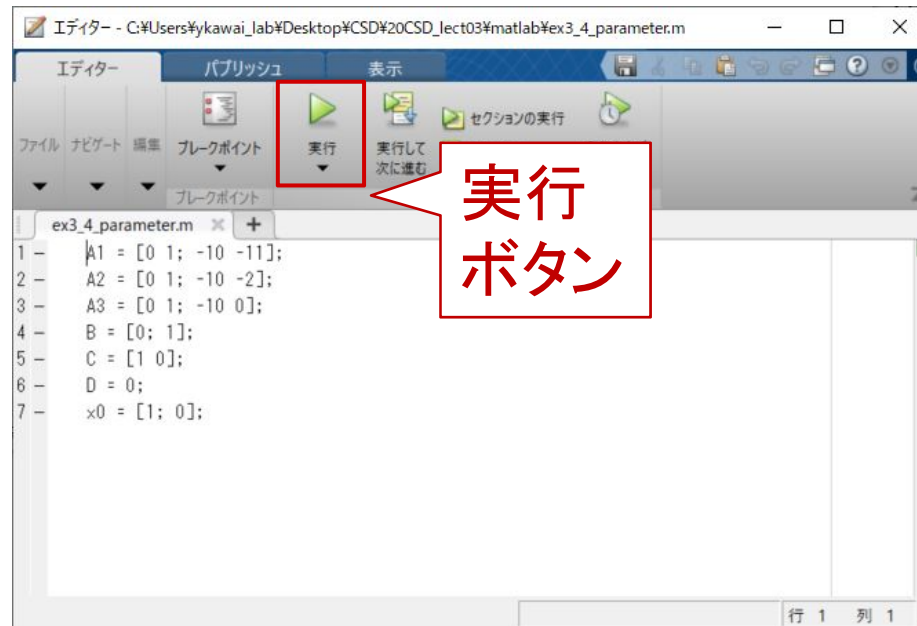 エディター - C:¥Users¥ykawai_lab¥Desktop¥CSD¥20CSD_lect03¥matlab¥ex3_4_parameter.m
エディター パブリッシュ 表示
ファイル ナビゲート 編集 ブレークポイント 実行 実行して次に進む セクションの実行
ブレークポイント
実行
ボタン
ex3_4_parameter.m
1 – A1 = [0 1; -10 -11];
2 – A2 = [0 1; -10 -2];
3 – A3 = [0 1; -10 0];
4 – B = [0; 1];
5 – C = [1 0];
6 – D = 0;
7 – x0 = [1; 0];
行 1 列 1